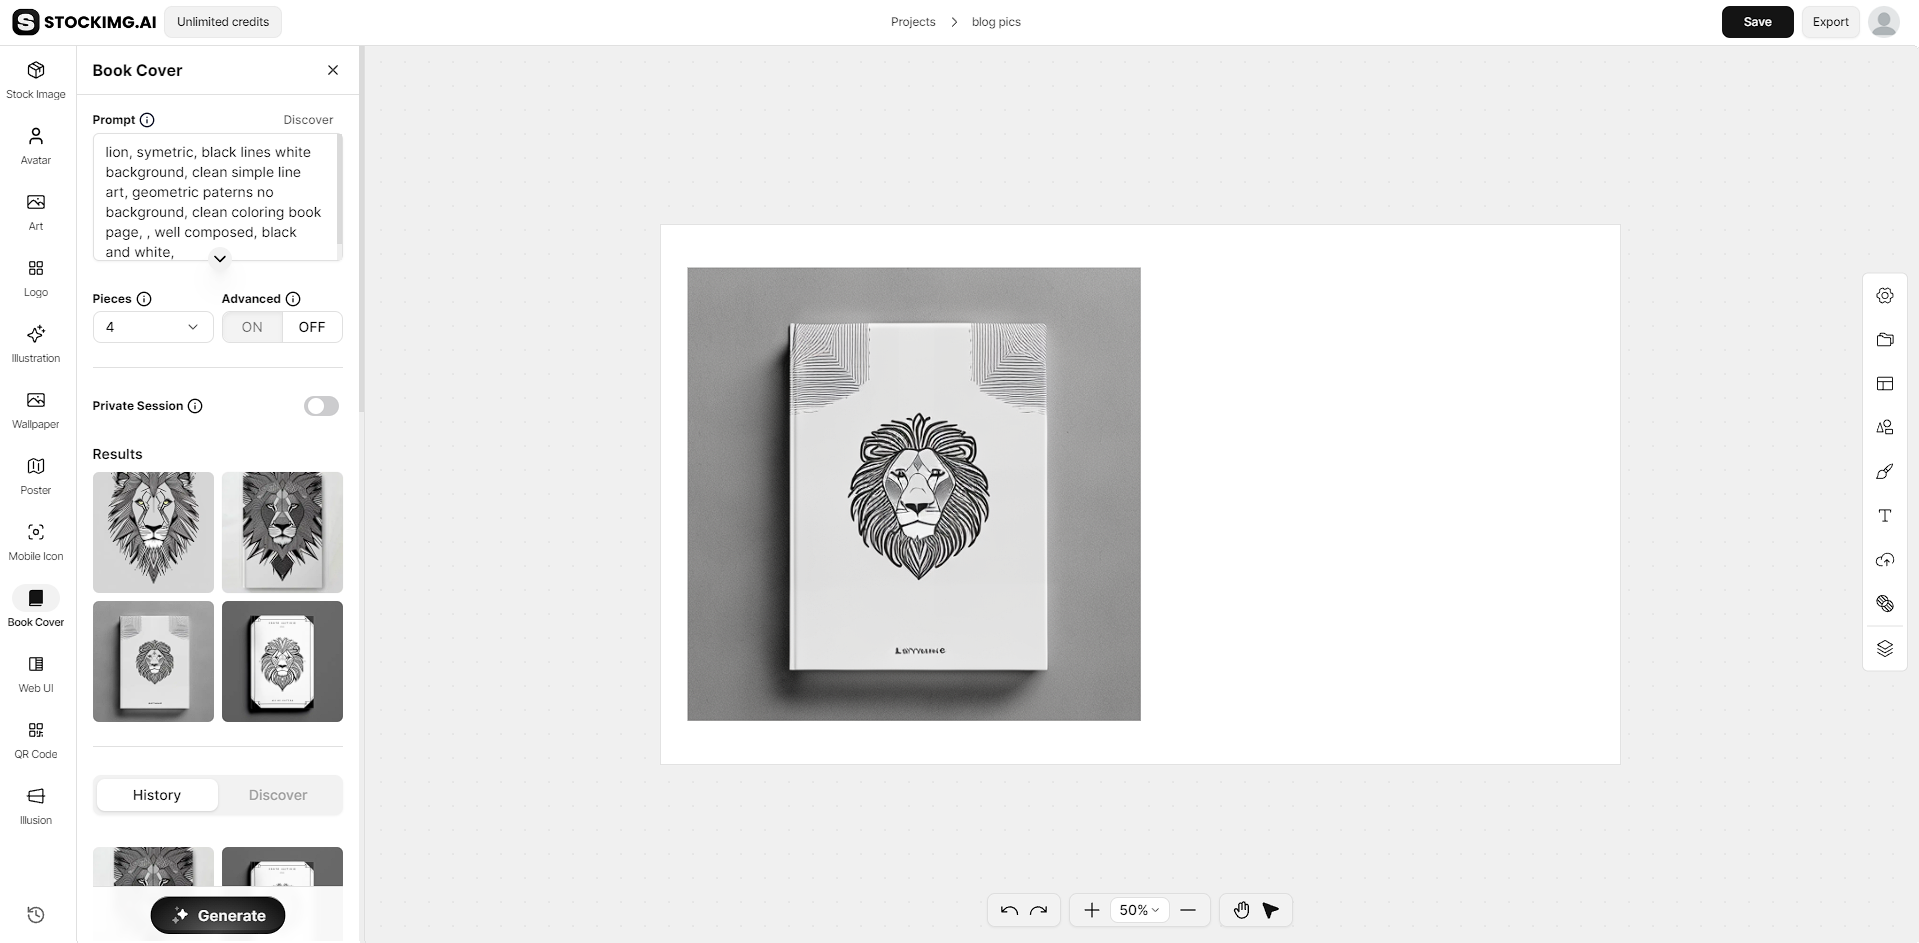 STOCKIMG.AI
Unlimited credits
Projects
blog pics
Save
Export
Stock Image
Avatar
Art
Logo
Illustration
Wallpaper
Poster
Mobile Icon
Book Cover
Web UI
QR Code
Illusion
Book Cover
Prompt
Discover
lion, symetric, black lines white
background, clean simple line
art, geometric paterns no
background, clean coloring book
page, , well composed, black
and white,
Pieces
Advanced
4
ON
OFF
Private Session
Results
History
Discover
Generate
50%